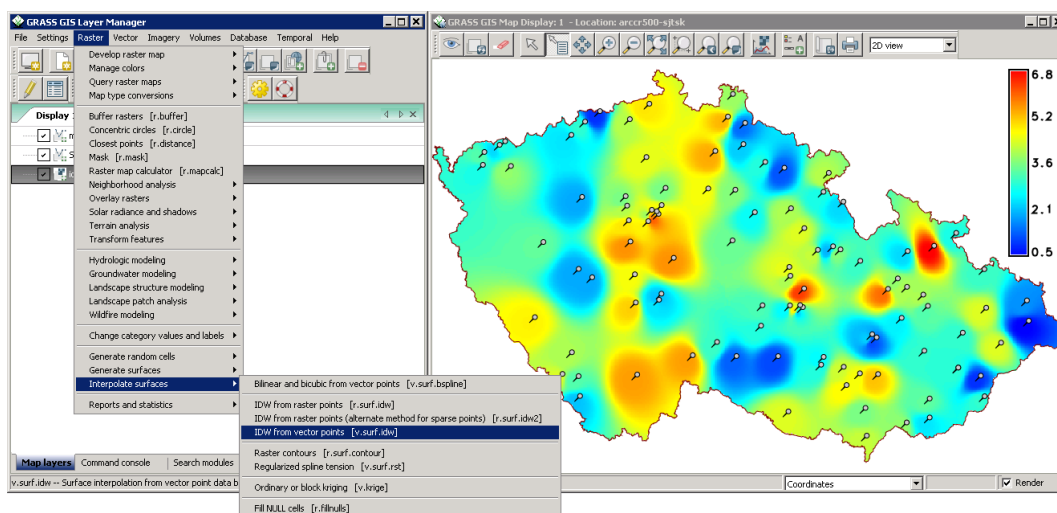 GRASS GIS Layer Manager
File Settings Raster Vector Imagery Volumes Database Temporal Help
Develop raster map
Manage colors
Query raster maps
Map type conversions
Buffer rasters [r.buffer]
Concentric circles [r.circle]
Closest points [r.distance]
Mask [r.mask]
Raster map calculator [r.mapcalc]
Neighborhood analysis
Overlay rasters
Solar radiance and shadows
Terrain analysis
Transform features
Hydrologic modeling
Groundwater modeling
Landscape structure modeling
Landscape patch analysis
Wildfire modeling
Change category values and labels
Generate random cells
Generate surfaces
Interpolate surfaces
Reports and statistics
Display
Bilinear and bicubic from vector points [v.surf.bspline]
IDW from raster points [r.surf.idw]
IDW from raster points (alternate method for sparse points) [r.surf.idw2]
IDW from vector points [v.surf.idw]
Raster contours [r.surf.contour]
Regularized spline tension [v.surf.rst]
Ordinary or block kriging [v.krige]
Fill NULL cells [r.fillnulls]
Map layers Command console Search modules
v.surf.idw -- Surface interpolation from vector point data b
GRASS GIS Map Display: 1 - Location: arccr500-sjtsk
2D view
6.8
5.2
3.6
2.1
0.5
Coordinates
Render